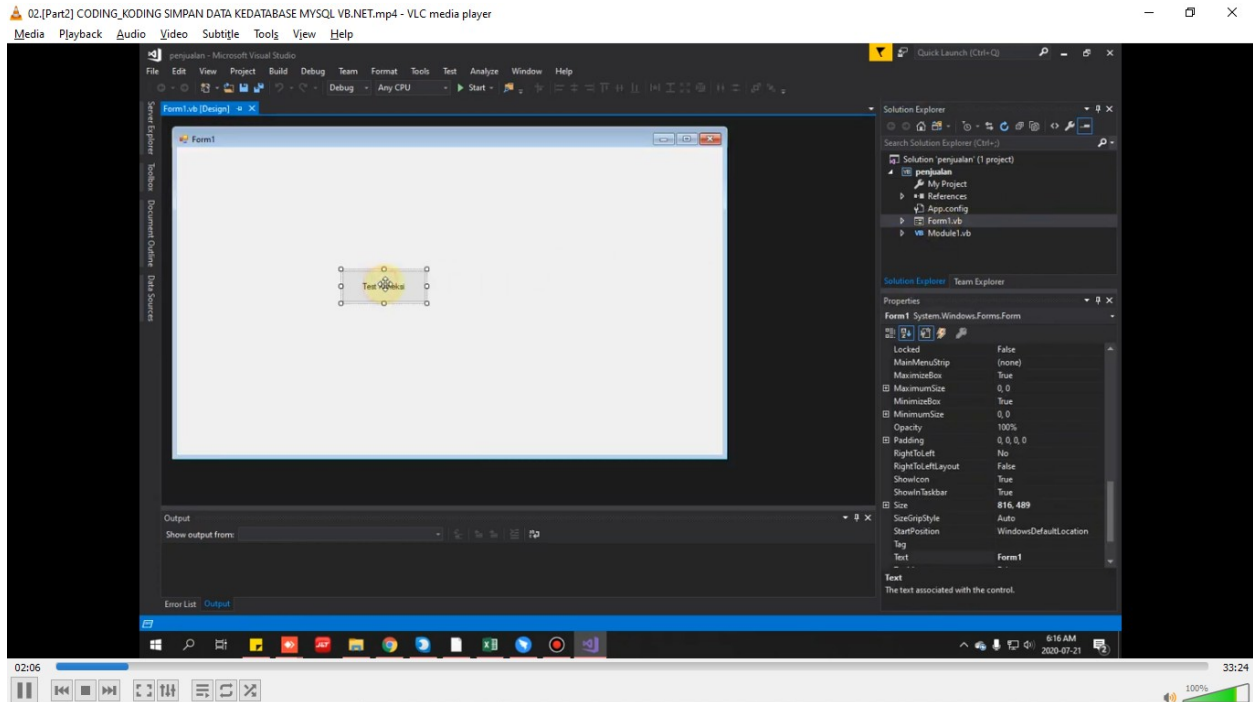 02.[Part2] CODING_KODING SIMPAN DATA KEDATABASE MYSQL VB.NET.mp4 - VLC media player
Media Playback Audio Video Subtitle Tools View Help
penjualan - Microsoft Visual Studio
Quick Launch (Ctrl+Q)
File Edit View Project Build Debug Team Format Tools Test Analyze Window Help
Debug Any CPU Start
Server Explorer
Toolbox
Document Outline
Data Sources
Form1.vb [Design]
Form1
Test
Solution Explorer
Search Solution Explorer (Ctrl+;)
Solution 'penjualan' (1 project)
VB penjualan
My Project
References
App.config
Form1.vb
VB Module1.vb
Solution Explorer Team Explorer
Properties
Form1 System.Windows.Forms.Form
Locked False
MainMenuStrip (none)
MaximizeBox True
MaximumSize 0, 0
MinimizeBox True
MinimumSize 0, 0
Opacity 100%
Padding 0, 0, 0, 0
RightToLeft No
RightToLeftLayout False
ShowIcon True
ShowInTaskbar True
Size 816, 489
SizeGripStyle Auto
StartPosition WindowsDefaultLocation
Tag
Text Form1
Text
The text associated with the control.
Output
Show output from:
Error List Output
J&T
6:16 AM
2020-07-21
2
02:06
33:24
100%